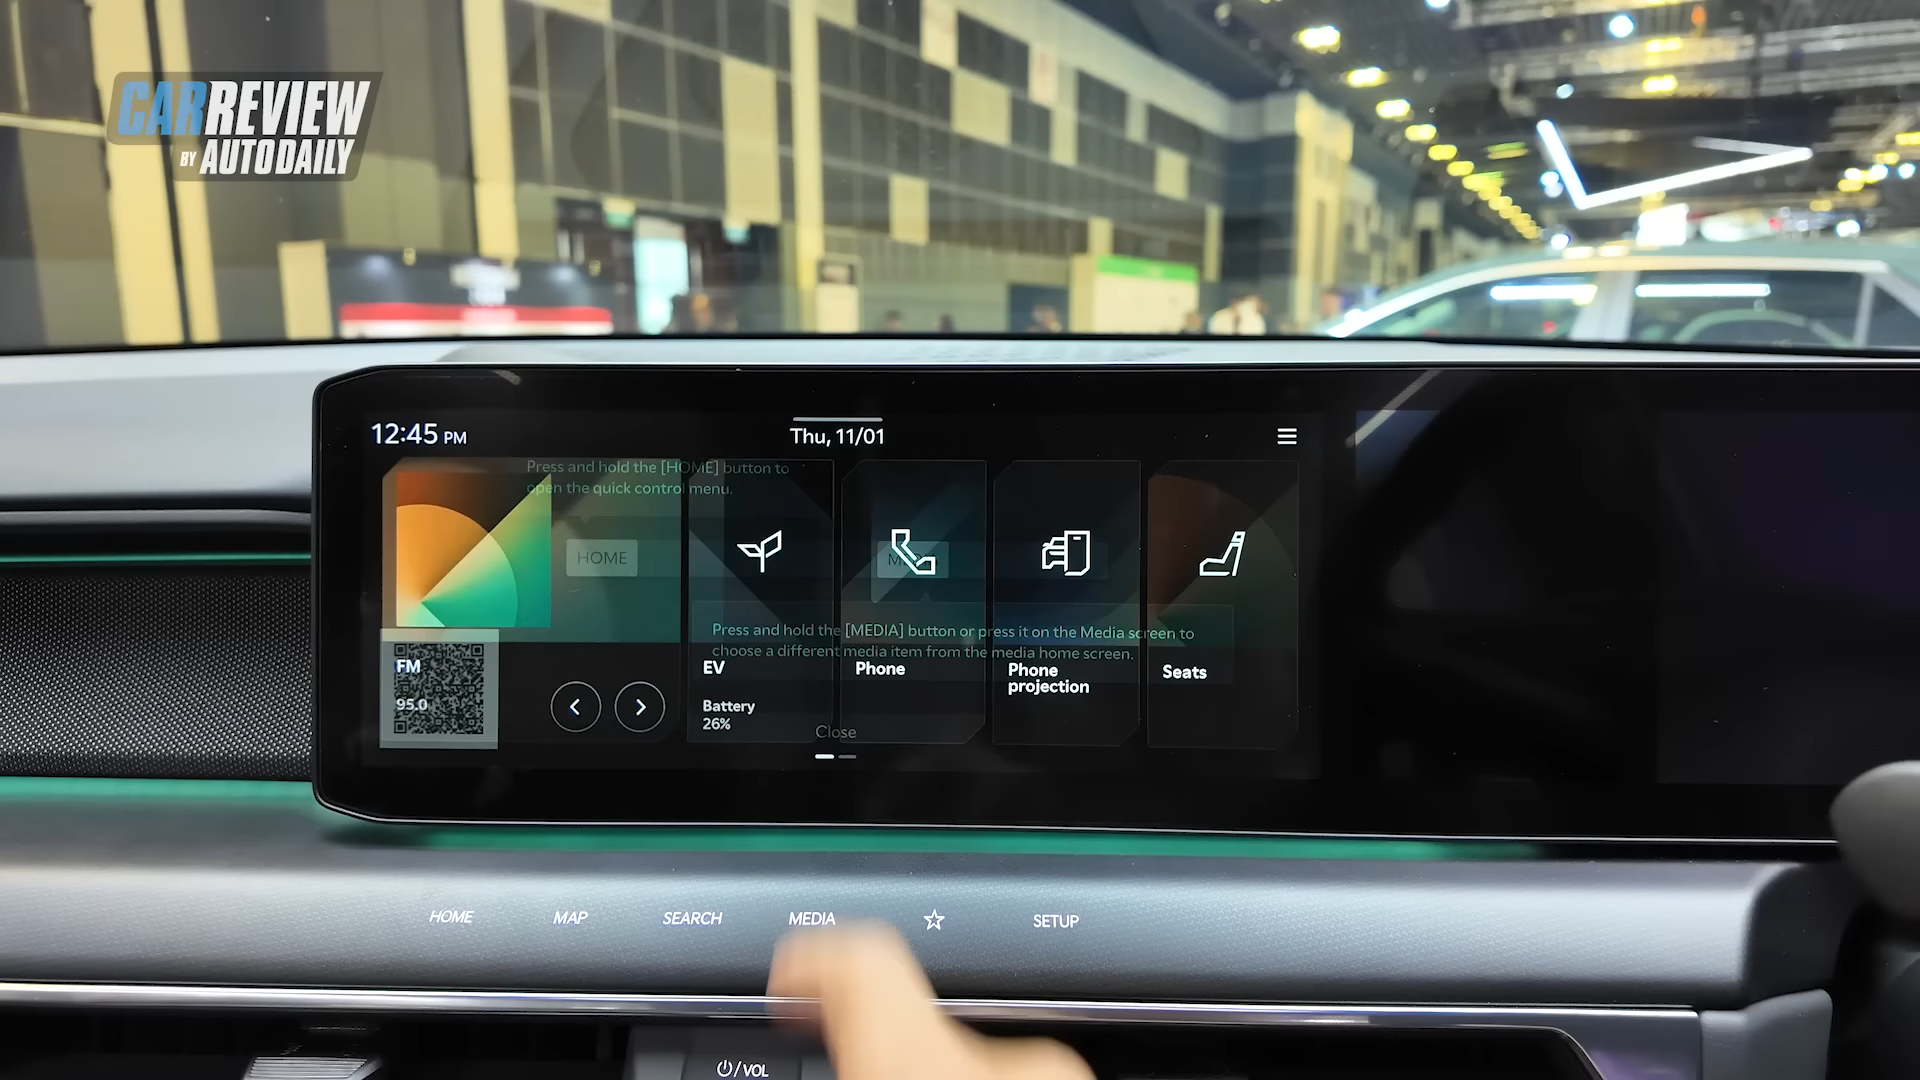 CARREVIEW
BY AUTODAILY
12:45 PM
Thu, 11/01
Press and hold the [HOME] button to
open the quick control menu.
HOME
Press and hold the [MEDIA] button or press it on the Media screen to
choose a different media item from the media home screen.
FM
95.0
EV
Battery
26%
Phone
Phone
projection
Seats
Close
HOME
MAP
SEARCH
MEDIA
SETUP
/VOL